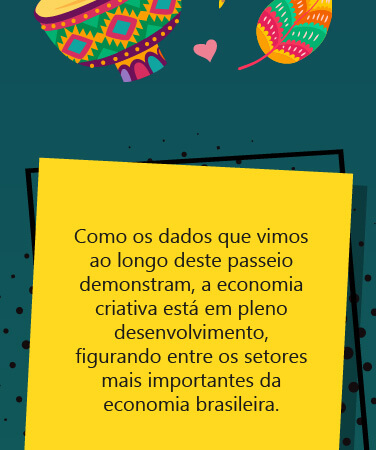 Como os dados que vimos
ao longo deste passeio
demonstram, a economia
criativa está em pleno
desenvolvimento,
figurando entre os setores
mais importantes da
economia brasileira.